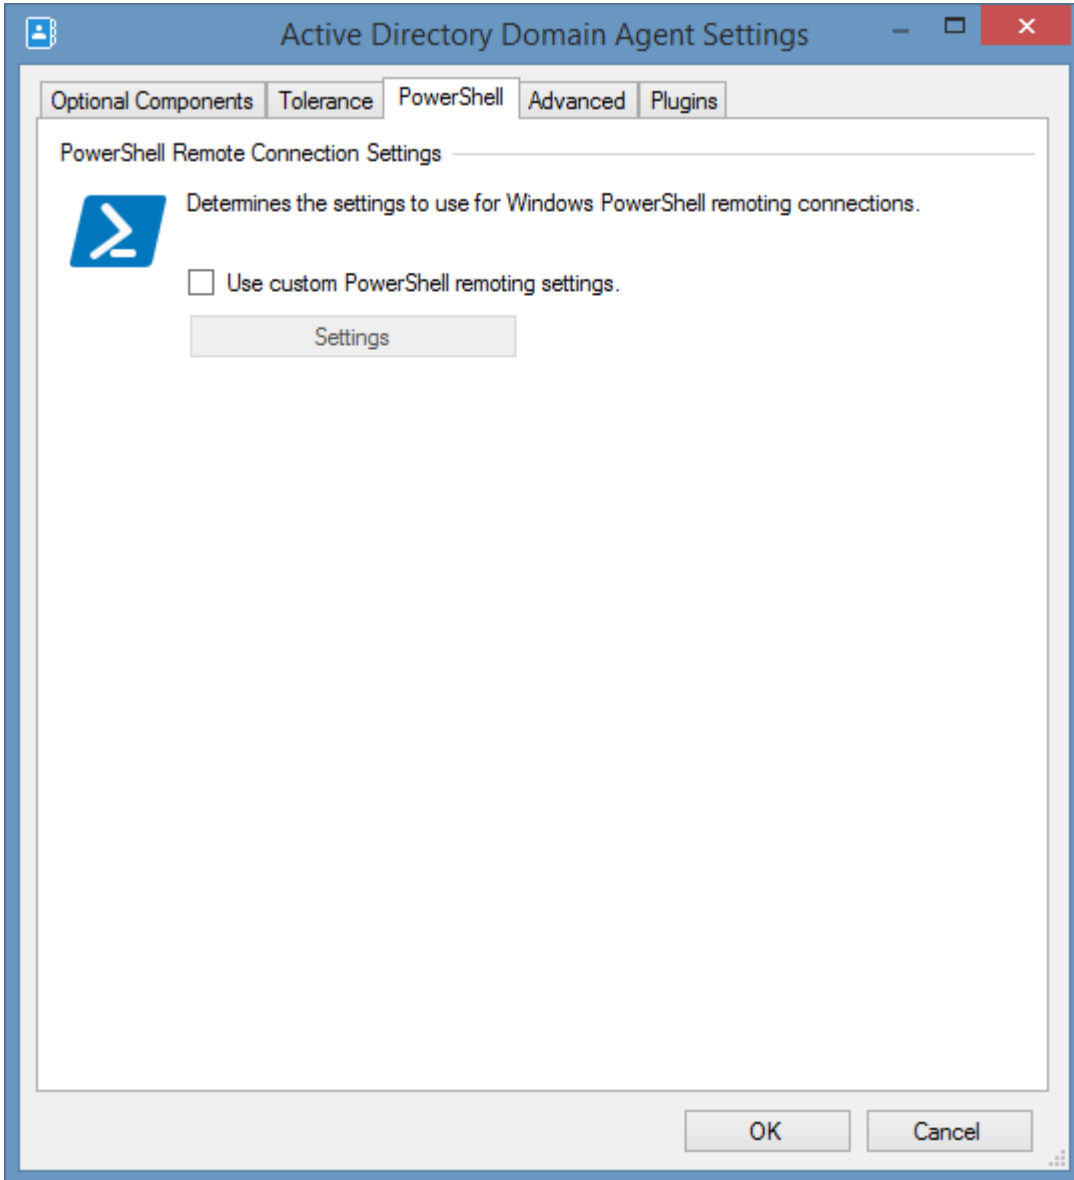 Active Directory Domain Agent Settings
Optional Components Tolerance PowerShell Advanced Plugins
PowerShell Remote Connection Settings
Determines the settings to use for Windows PowerShell remoting connections.
Use custom PowerShell remoting settings.
Settings
OK Cancel